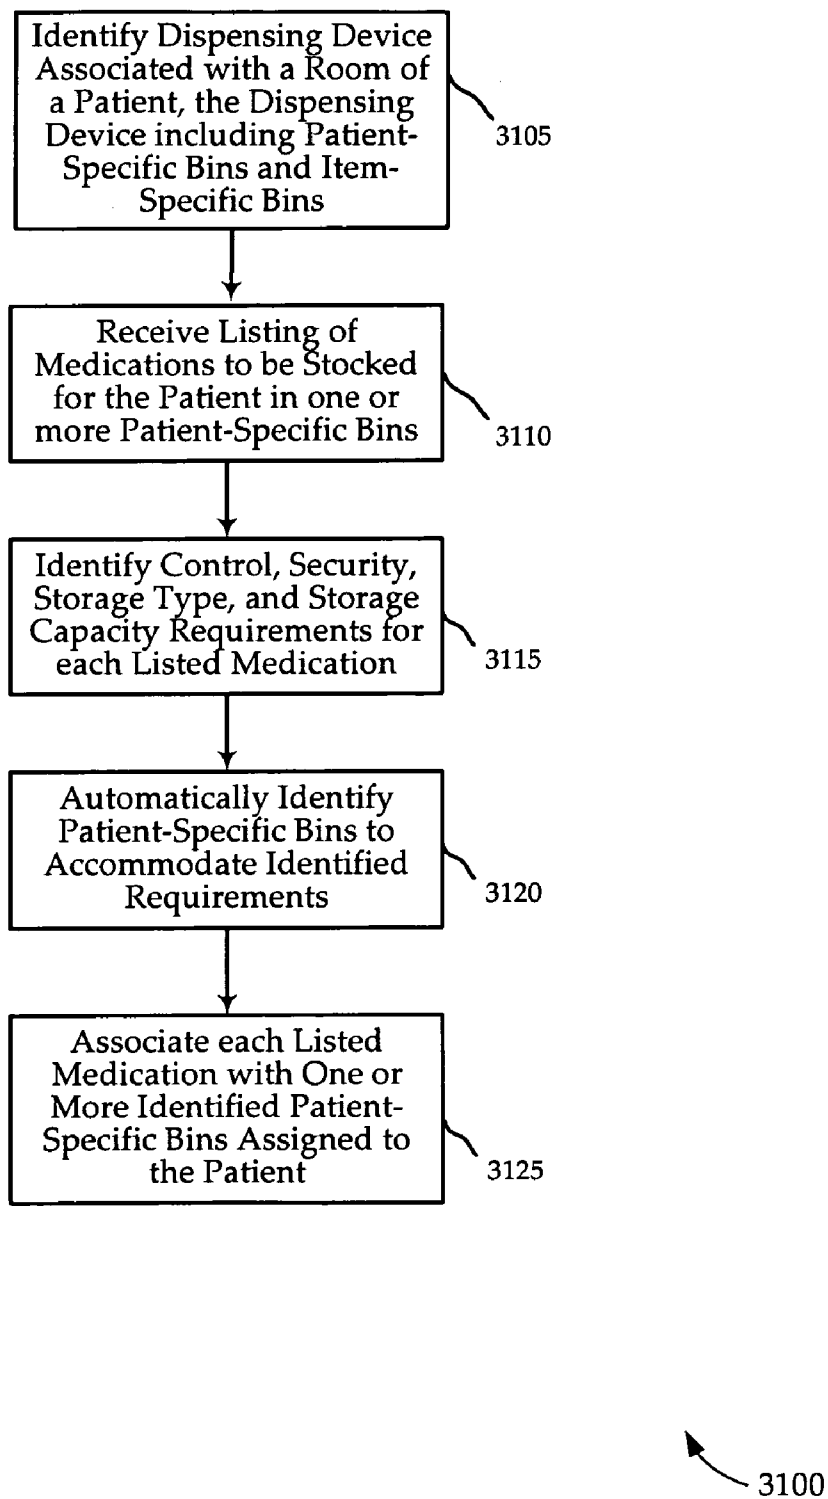 Identify Dispensing Device
Associated with a Room of
a Patient, the Dispensing
Device including Patient-
Specific Bins and Item-
Specific Bins
3105
Receive Listing of
Medications to be Stocked
for the Patient in one or
more Patient-Specific Bins
3110
Identify Control, Security,
Storage Type, and Storage
Capacity Requirements for
each Listed Medication
3115
Automatically Identify
Patient-Specific Bins to
Accommodate Identified
Requirements
3120
Associate each Listed
Medication with One or
More Identified Patient-
Specific Bins Assigned to
the Patient
3125
3100